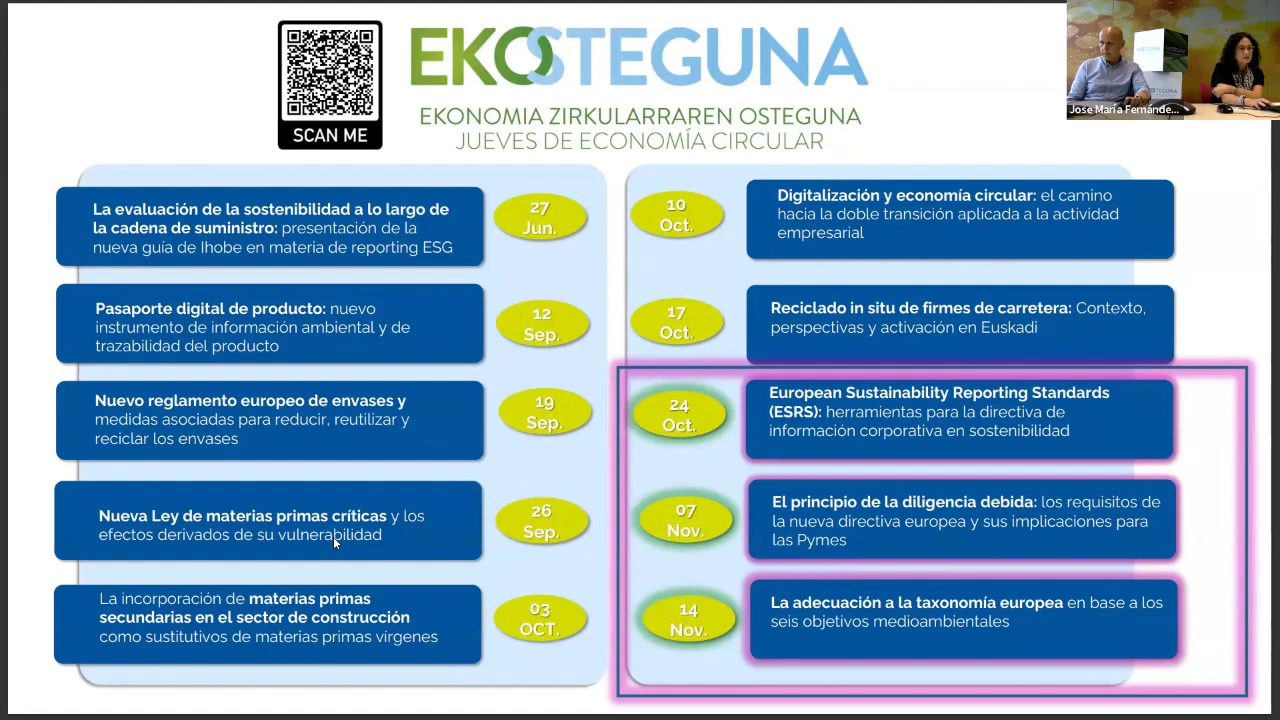 SCAN ME
EKOSTEGUNA
EKONOMIA ZIRKULARRAREN OSTEGUNA
JUEVES DE ECONOMÍA CIRCULAR
Jose María Fernánde...
La evaluación de la sostenibilidad a lo largo de
la cadena de suministro: presentación de la
nueva guía de Ihobe en materia de reporting ESG
27
Jun.
Pasaporte digital de producto: nuevo
instrumento de información ambiental y de
trazabilidad del producto
12
Sep.
Nuevo reglamento europeo de envases y
medidas asociadas para reducir, reutilizar y
reciclar los envases
19
Sep.
Nueva Ley de materias primas críticas y los
efectos derivados de su vulnerabilidad
26
Sep.
La incorporación de materias primas
secundarias en el sector de construcción
como sustitutivos de materias primas vírgenes
03
OCT.
10
Oct.
Digitalización y economía circular: el camino
hacia la doble transición aplicada a la actividad
empresarial
17
Oct.
Reciclado in situ de firmes de carretera: Contexto,
perspectivas y activación en Euskadi
24
Oct.
European Sustainability Reporting Standards
(ESRS): herramientas para la directiva de
información corporativa en sostenibilidad
07
Nov.
El principio de la diligencia debida: los requisitos de
la nueva directiva europea y sus implicaciones para
las Pymes
14
Nov.
La adecuación a la taxonomía europea en base a los
seis objetivos medioambientales